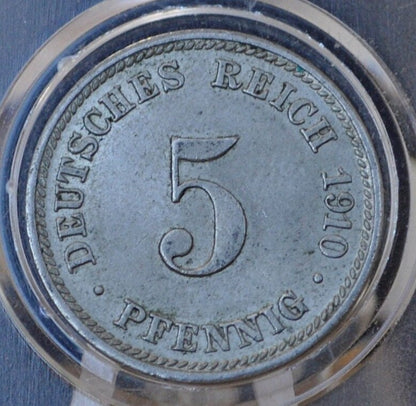 DEUTSCHES REICH 1910
5
· PFENNIG ·